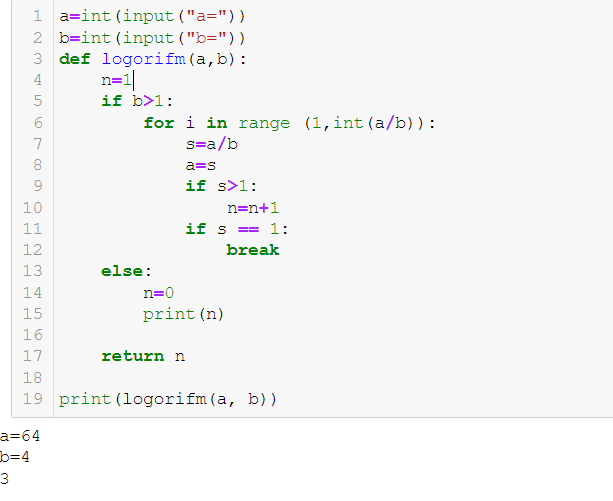 1 a=int(input("a="))
2 b=int(input("b="))
3 def logorifm(a,b):
4     n=1
5     if b>1:
6         for i in range (1,int(a/b)):
7             s=a/b
8             a=s
9             if s>1:
10                 n=n+1
11             if s == 1:
12                 break
13     else:
14         n=0
15         print(n)
16
17     return n
18
19 print(logorifm(a, b))
a=64
b=4
3